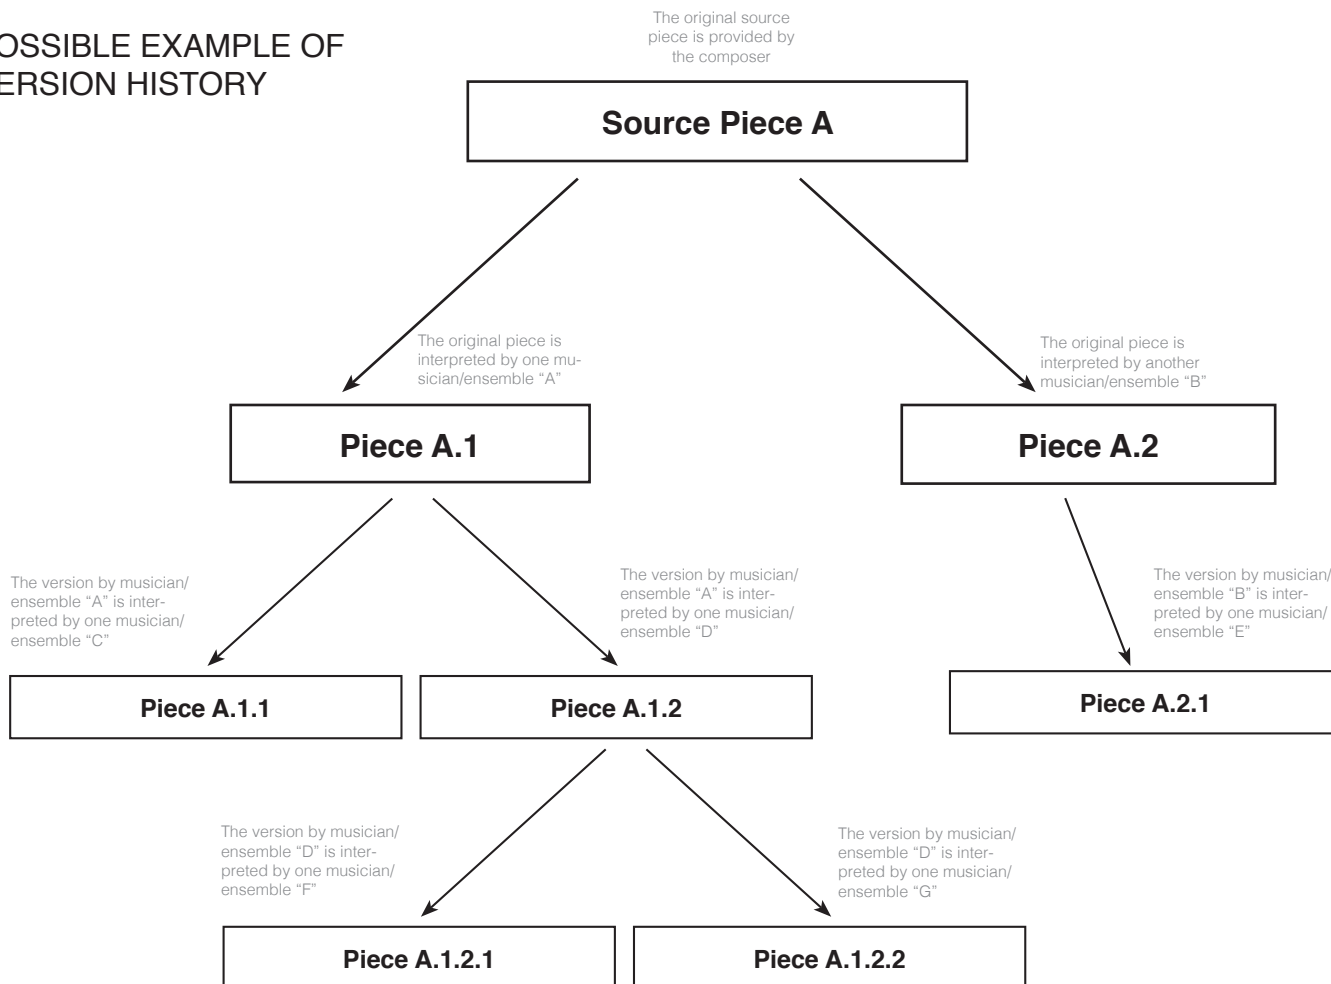 OSSIBLE EXAMPLE OF
ERSION HISTORY
The original source
piece is provided by
the composer
Source Piece A
The original piece is
interpreted by one mu-
sician/ensemble “A”
The original piece is
interpreted by another
musician/ensemble “B”
Piece A.1
Piece A.2
The version by musician/
ensemble “A” is inter-
preted by one musician/
ensemble “C”
The version by musician/
ensemble “A” is inter-
preted by one musician/
ensemble “D”
The version by musician/
ensemble “B” is inter-
preted by one musician/
ensemble “E”
Piece A.1.1
Piece A.1.2
Piece A.2.1
The version by musician/
ensemble “D” is inter-
preted by one musician/
ensemble “F”
The version by musician/
ensemble “D” is inter-
preted by one musician/
ensemble “G”
Piece A.1.2.1
Piece A.1.2.2